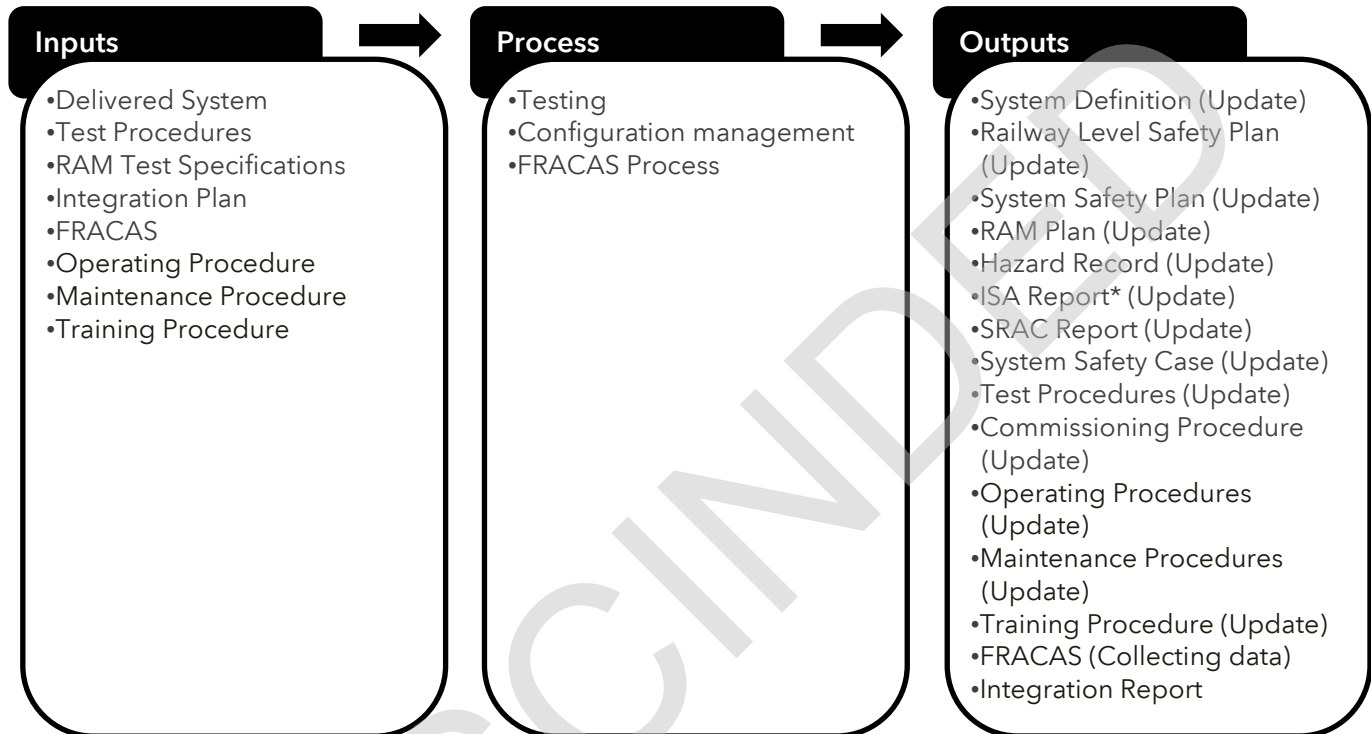 Inputs
•Delivered System
•Test Procedures
•RAM Test Specifications
•Integration Plan
•FRACAS
•Operating Procedure
•Maintenance Procedure
•Training Procedure
Process
•Testing
•Configuration management
•FRACAS Process
Outputs
•System Definition (Update)
•Railway Level Safety Plan
(Update)
•System Safety Plan (Update)
•RAM Plan (Update)
•Hazard Record (Update)
•ISA Report* (Update)
•SRAC Report (Update)
•System Safety Case (Update)
•Test Procedures (Update)
•Commissioning Procedure
(Update)
•Operating Procedures
(Update)
•Maintenance Procedures
(Update)
•Training Procedure (Update)
•FRACAS (Collecting data)
•Integration Report
CINDED